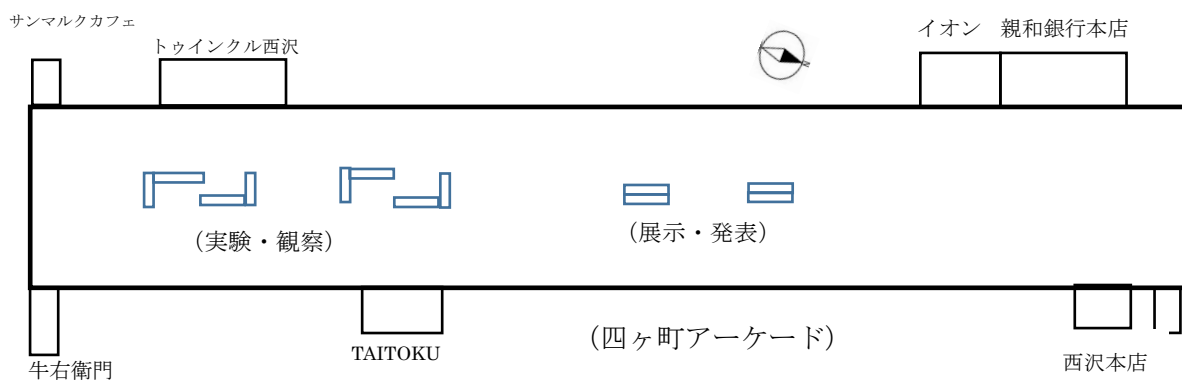 サンマルクカフェ
トゥインクル西沢
イオン 親和銀行本店
N
（実験・観察）
（展示・発表）
（四ヶ町アーケード）
牛右衛門
TAITOKU
西沢本店